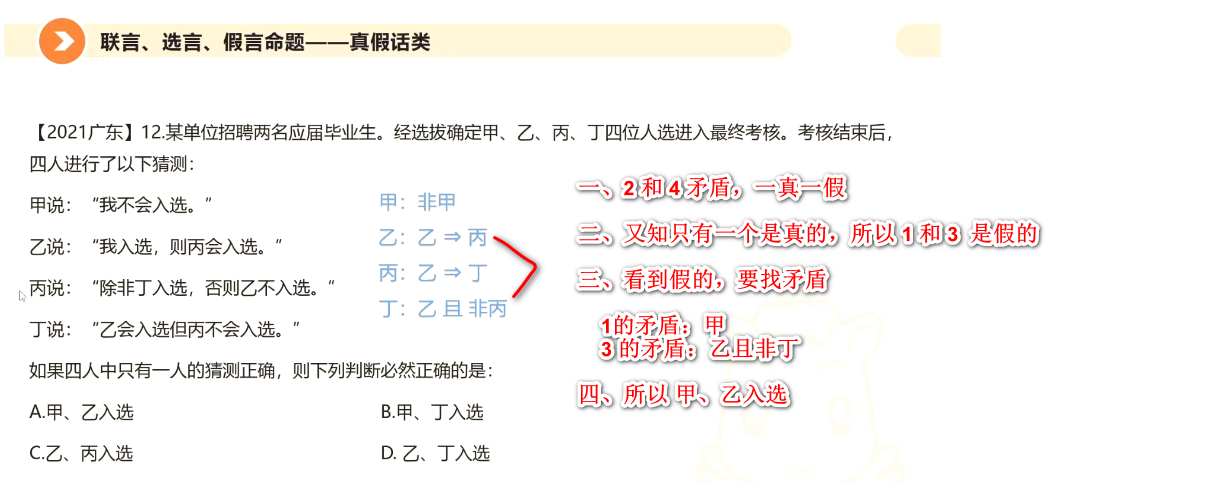 联言、选言、假言命题——真假话类
【2021广东】12.某单位招聘两名应届毕业生。经选拔确定甲、乙、丙、丁四位人选进入最终考核。考核结束后，
四人进行了以下猜测：
甲说：“我不会入选。”
乙说：“我入选，则丙会入选。”
丙说：“除非丁入选，否则乙不入选。”
丁说：“乙会入选但丙不会入选。”
如果四人中只有一人的猜测正确，则下列判断必然正确的是：
A.甲、乙入选
B.甲、丁入选
C.乙、丙入选
D. 乙、丁入选
甲：非甲
乙：乙 ⇒ 丙
丙：乙 ⇒ 丁
丁：乙 且 非丙
一、2 和 4 矛盾，一真一假
二、又知只有一个是真的，所以 1 和 3 是假的
三、看到假的，要找矛盾
1的矛盾：甲
3 的矛盾：乙且非丁
四、所以 甲、乙入选